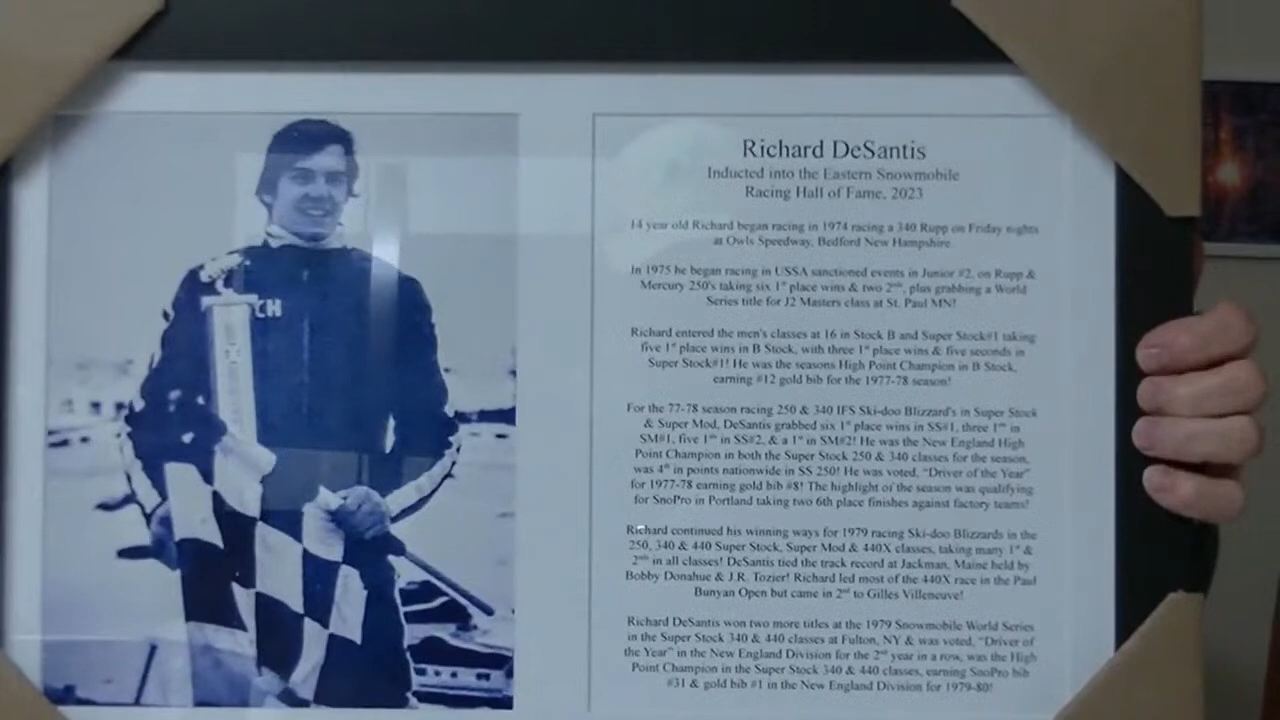 CH
Richard DeSantis
Inducted into the Eastern Snowmobile
Racing Hall of Fame, 2023
14 year old Richard began racing in 1974 racing a 340 Rupp on Friday nights
at Owls Speedway, Bedford New Hampshire.
In 1975 he began racing in USSA sanctioned events in Junior #2, on Rupp &
Mercury 250's taking six 1st place wins & two 2nds, plus grabbing a World
Series title for J2 Masters class at St. Paul MN!
Richard entered the men's classes at 16 in Stock B and Super Stock#1 taking
five 1st place wins in B Stock, with three 1st place wins & five seconds in
Super Stock#1! He was the seasons High Point Champion in B Stock,
earning #12 gold bib for the 1977-78 season!
For the 77-78 season racing 250 & 340 IFS Ski-doo Blizzard's in Super Stock
& Super Mod, DeSantis grabbed six 1st place wins in SS#1, three 1sts in
SM#1, five 1sts in SS#2, & a 1st in SM#2! He was the New England High
Point Champion in both the Super Stock 250 & 340 classes for the season,
was 4th in points nationwide in SS 250! He was voted, "Driver of the Year"
for 1977-78 earning gold bib #8! The highlight of the season was qualifying
for SnoPro in Portland taking two 6th place finishes against factory teams!
Richard continued his winning ways for 1979 racing Ski-doo Blizzards in the
250, 340 & 440 Super Stock, Super Mod & 440X classes, taking many 1st &
2nds in all classes! DeSantis tied the track record at Jackman, Maine held by
Bobby Donahue & J.R. Tozier! Richard led most of the 440X race in the Paul
Bunyan Open but came in 2nd to Gilles Villeneuve!
Richard DeSantis won two more titles at the 1979 Snowmobile World Series
in the Super Stock 340 & 440 classes at Fulton, NY & was voted, "Driver of
the Year" in the New England Division for the 2nd year in a row, was the High
Point Champion in the Super Stock 340 & 440 classes, earning SnoPro bib
#31 & gold bib #1 in the New England Division for 1979-80!